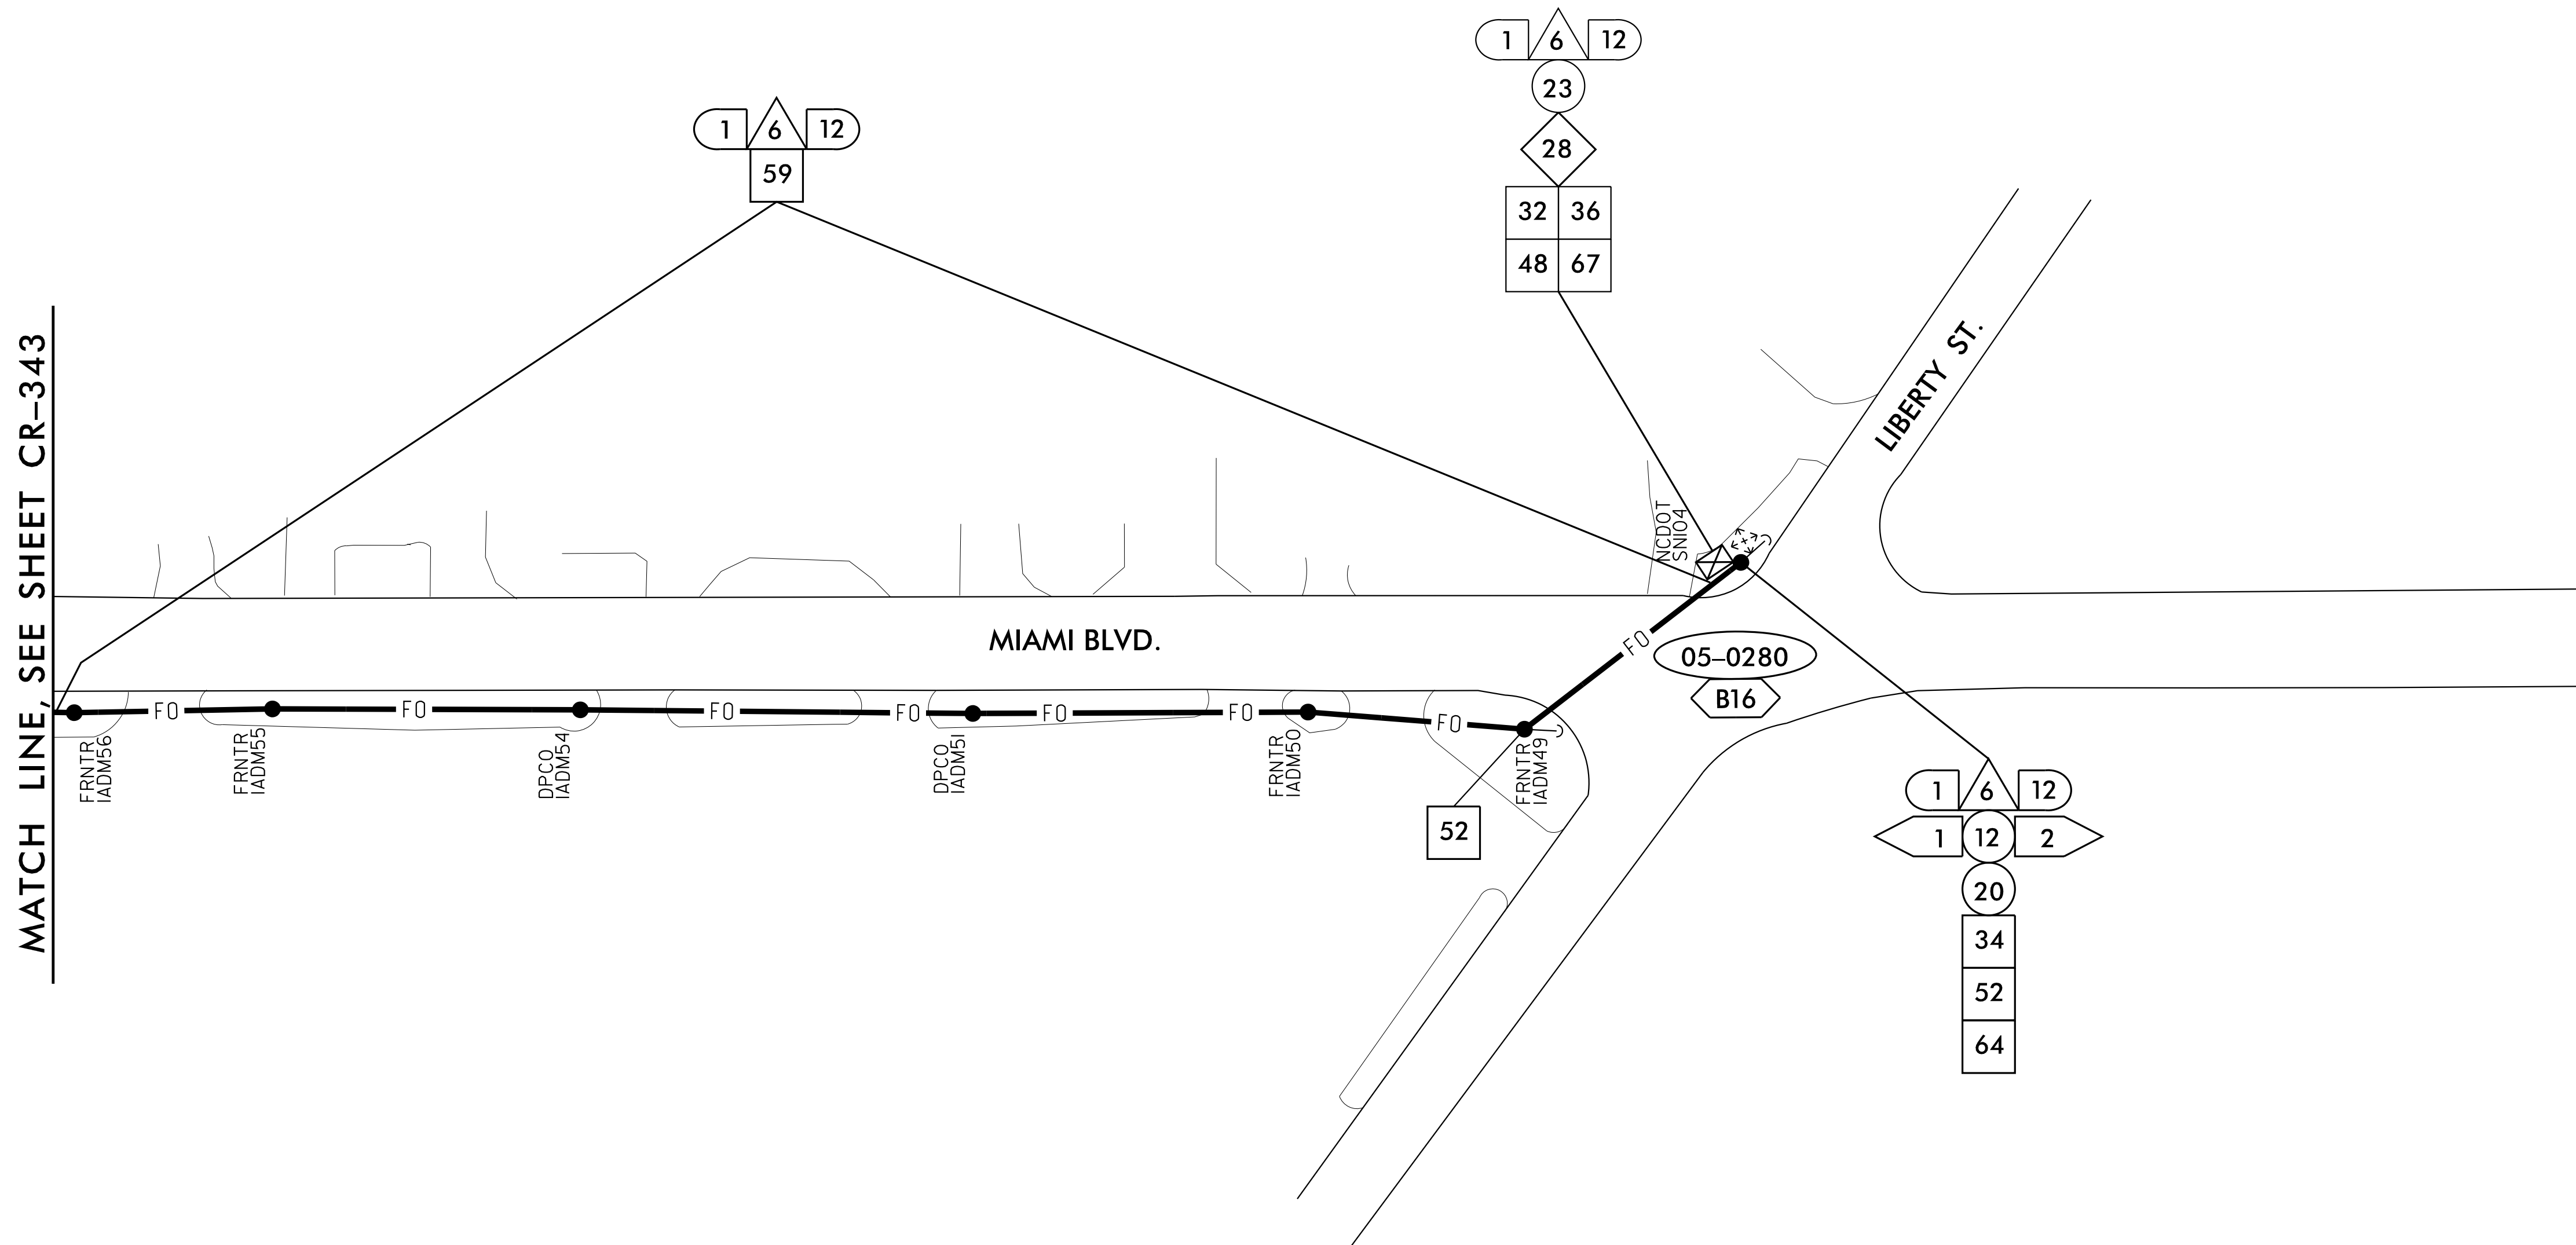 1 6 12
23
28
32 36
48 67
1 6 12
59
MATCH LINE, SEE SHEET CR-343
LIBERTY ST.
NCDOT
SNI04
MIAMI BLVD.
FO
05-0280
B16
FO FO FO FO FO FO FO
FRNTR
IADM56
FRNTR
IADM55
DPCO
IADM54
DPCO
IADM51
FRNTR
IADM50
FRNTR
IADM49
52
1 6 12
1 12 2
20
34
52
64